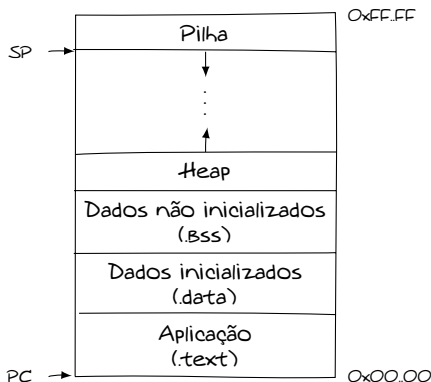 0xFF..FF
Pilha
SP
Heap
Dados não inicializados
(.BSS)
Dados inicializados
(.data)
Aplicação
(.text)
PC
0x00..00